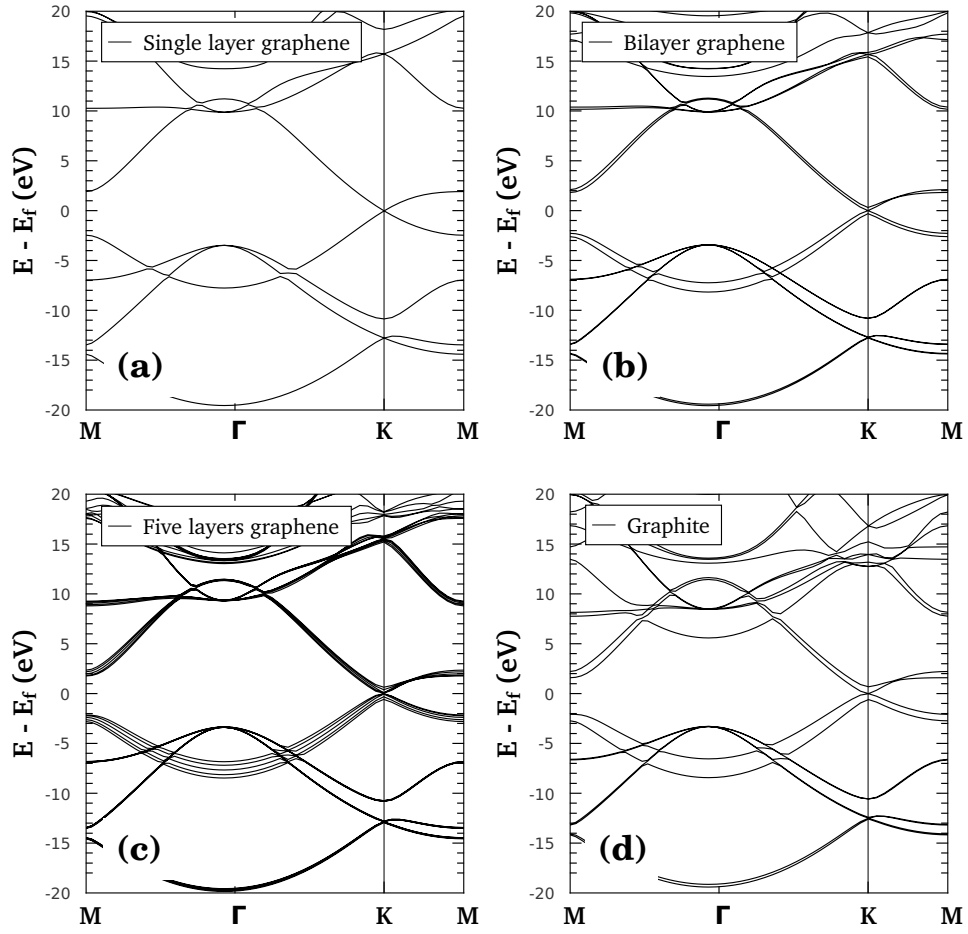 Single layer graphene
20
15
10
5
0
-5
-10
-15
-20
E - E_f (eV)
(a)
M Γ K M
Bilayer graphene
20
15
10
5
0
-5
-10
-15
-20
E - E_f (eV)
(b)
M Γ K M
Five layers graphene
20
15
10
5
0
-5
-10
-15
-20
E - E_f (eV)
(c)
M Γ K M
Graphite
20
15
10
5
0
-5
-10
-15
-20
E - E_f (eV)
(d)
M Γ K M